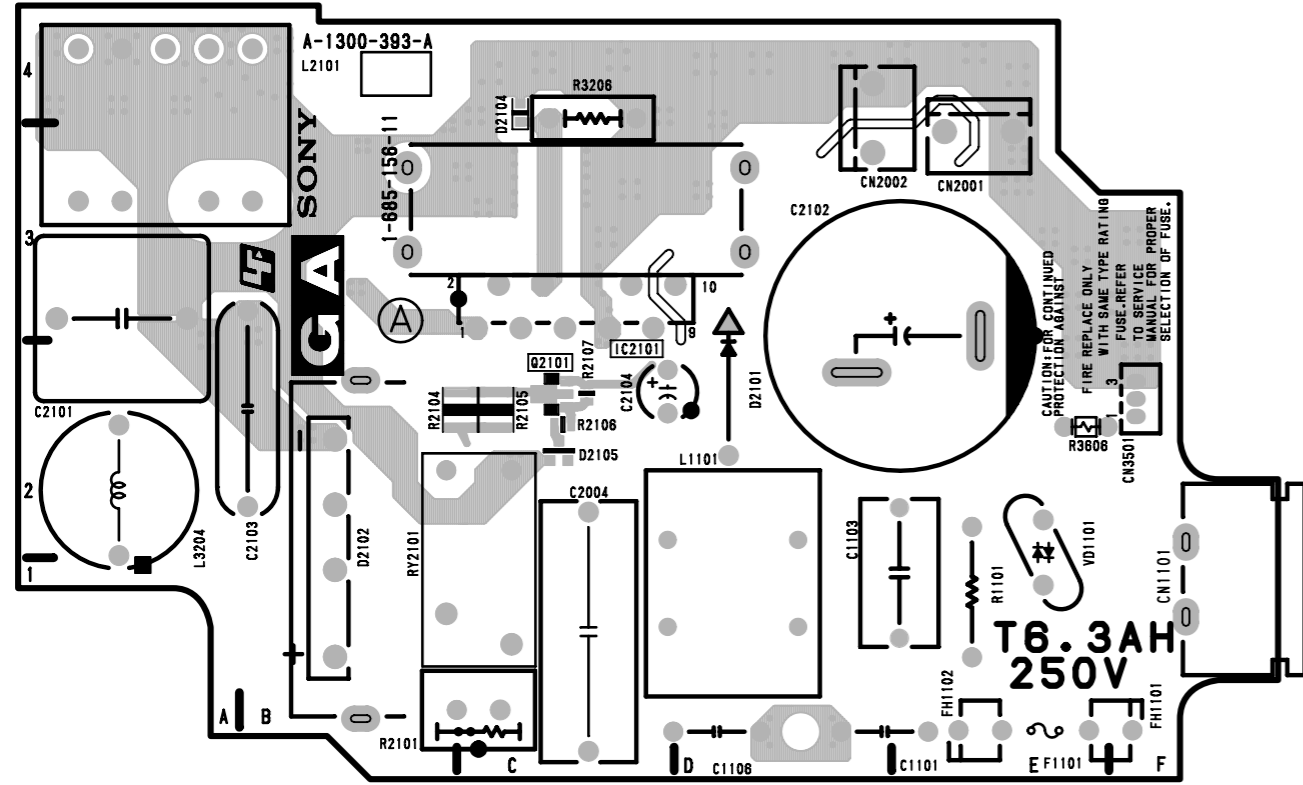 A-1300-393-A
L2101
4
R3206
D2104
SONY
1-685-156-11
CN2002
CN2001
C2102
3
GA
2
10
A
1
9
CAUTION:FOR CONTINUED
PROTECTION AGAINST
FIRE REPLACE ONLY
WITH SAME TYPE RATING
FUSE.REFER
TO SERVICE
MANUAL FOR PROPER
SELECTION OF FUSE.
IC2101
Q2101
R2107
C2104
+
D2101
+
3
1
C2101
R2104
R2105
R2106
R3608
CN3501
D2105
L1101
2
C2004
L3204
C2103
D2102
RY2101
C1103
R1101
VD1101
CN1101
1
T6.3AH
250V
+
A
B
R2101
C
D
C1106
C1101
FH1102
E
F1101
FH1101
F